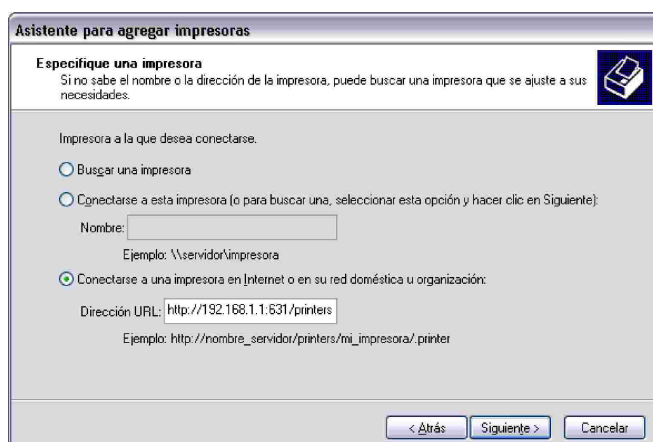 Asistente para agregar impresoras
Especifique una impresora
Si no sabe el nombre o la dirección de la impresora, puede buscar una impresora que se ajuste a sus
necesidades.
Impresora a la que desea conectarse.
Buscar una impresora
Conectarse a esta impresora (o para buscar una, seleccionar esta opción y hacer clic en Siguiente):
Nombre:
Ejemplo: \\servidor\impresora
Conectarse a una impresora en Internet o en su red doméstica u organización:
Dirección URL: http://192.168.1.1:631/printers
Ejemplo: http://nombre_servidor/printers/mi_impresora/.printer
< Atrás Siguiente > Cancelar